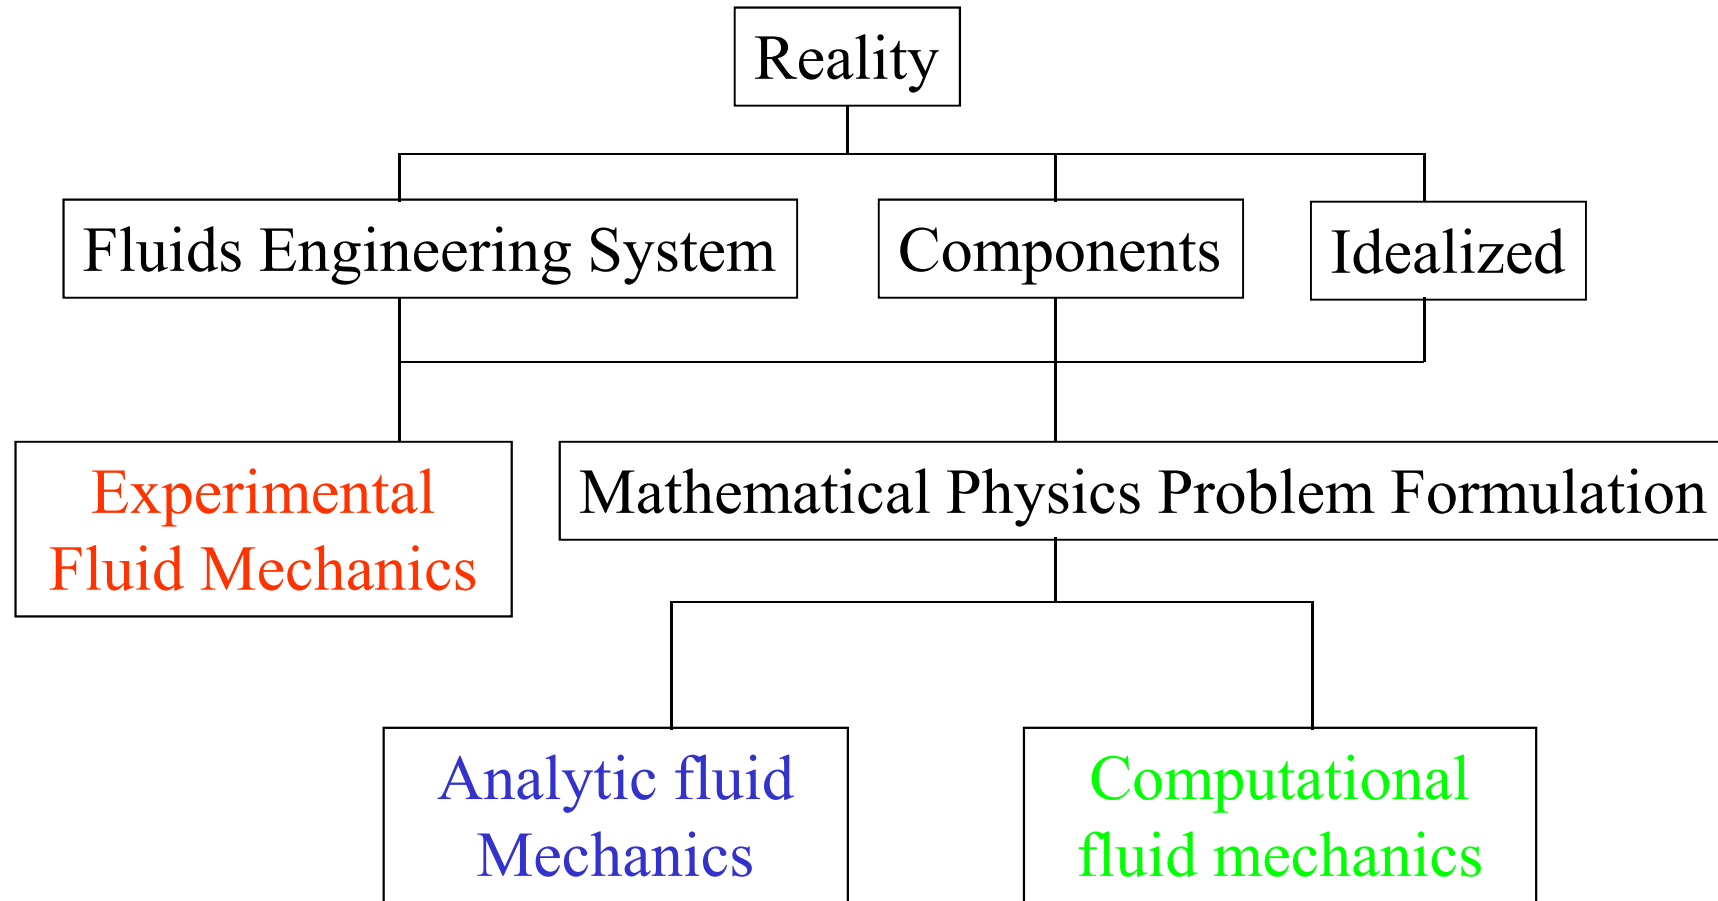 Reality
Fluids Engineering System
Components
Idealized
Experimental
Fluid Mechanics
Mathematical Physics Problem Formulation
Analytic fluid
Mechanics
Computational
fluid mechanics